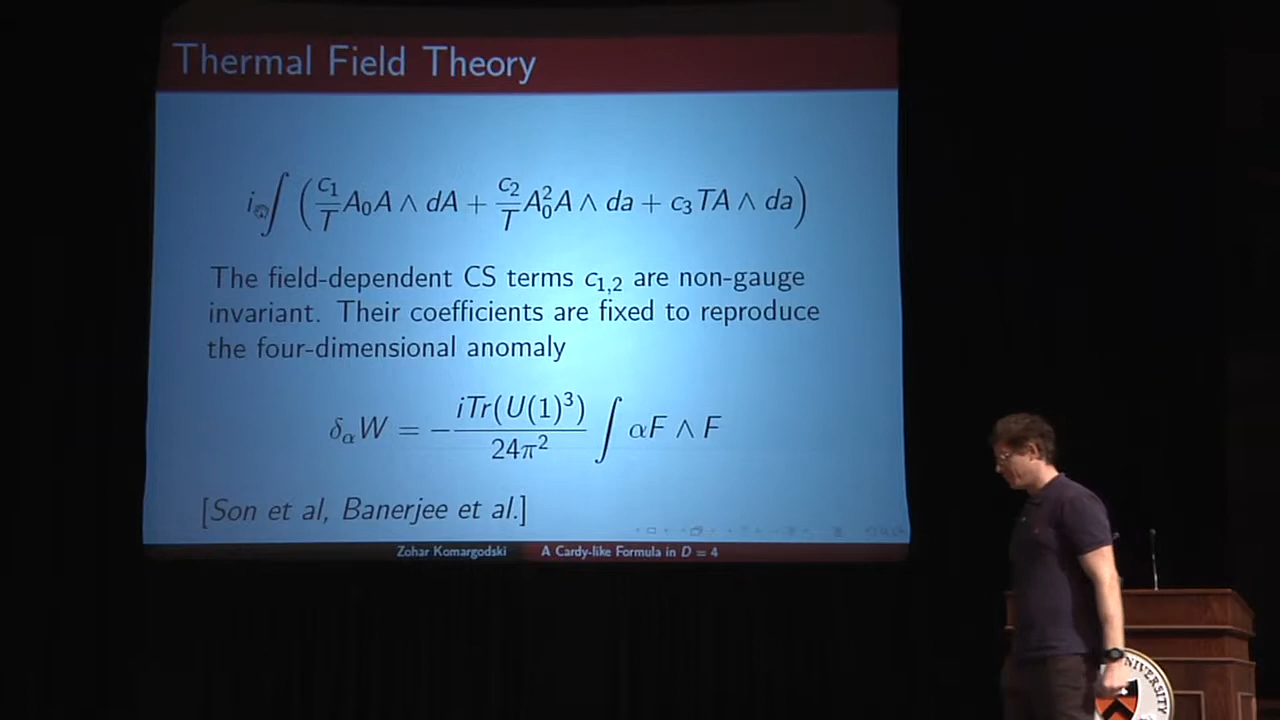 Thermal Field Theory
i∫ (c₁/T A₀A ∧ dA + c₂/T A₀²A ∧ da + c₃TA ∧ da)
The field-dependent CS terms c₁,₂ are non-gauge
invariant. Their coefficients are fixed to reproduce
the four-dimensional anomaly
δ_αW = −iTr(U(1)³)/24π² ∫ αF ∧ F
[Son et al, Banerjee et al.]
Zohar Komargodski A Cardy-like Formula in D = 4